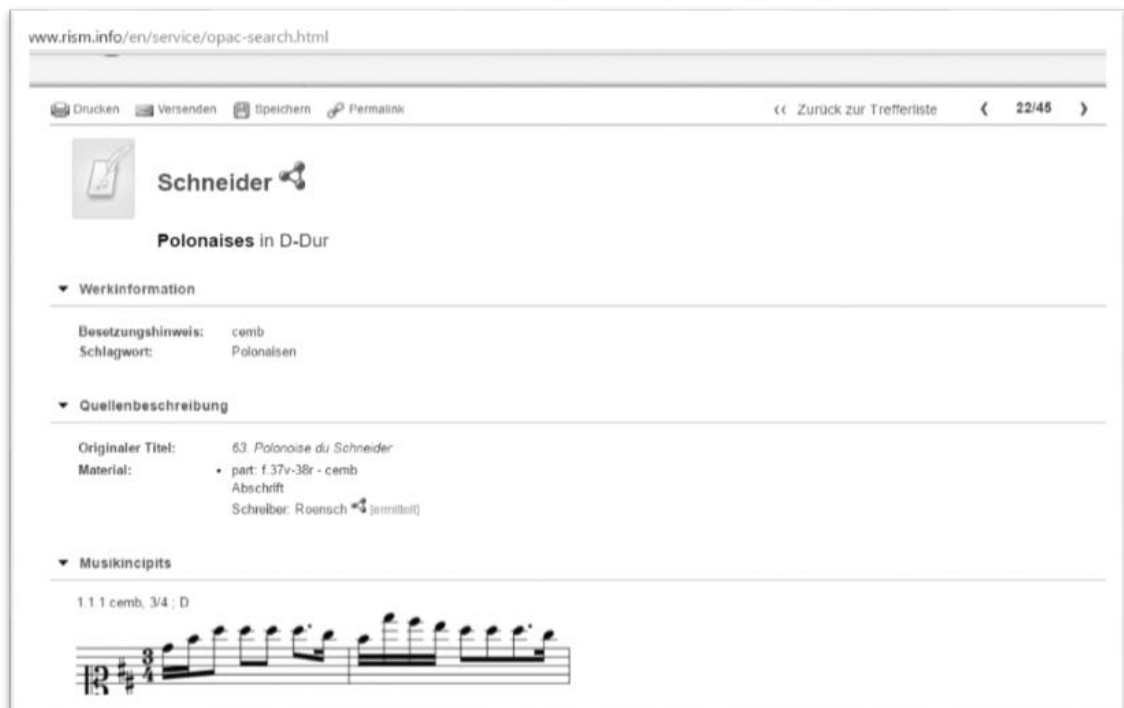 www.rism.info/en/service/opac-search.html
Drucken Versenden Speichern Permalink << Zurück zur Trefferliste ❮ 22/45 ❯
Schneider
Polonaises in D-Dur
Werkinformation
Besetzungshinweis: cemb
Schlagwort: Polonaisen
Quellenbeschreibung
Originaler Titel: 63. Polonoise du Schneider
Material: • part: f.37v-38r - cemb
Abschrift
Schreiber: Roensch [ermittelt]
Musikincipits
1.1.1 cemb, 3/4 ; D
3
4